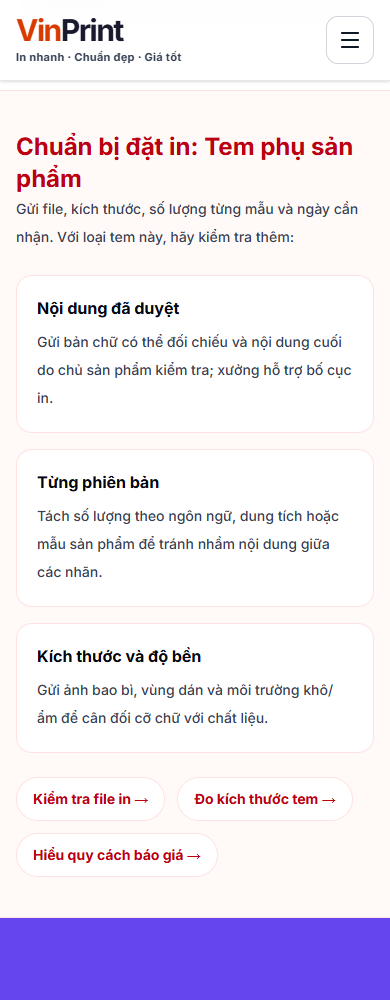 VinPrint
In nhanh · Chuẩn đẹp · Giá tốt
Chuẩn bị đặt in: Tem phụ sản
phẩm
Gửi file, kích thước, số lượng từng mẫu và ngày cần
nhận. Với loại tem này, hãy kiểm tra thêm:
Nội dung đã duyệt
Gửi bản chữ có thể đối chiếu và nội dung cuối
do chủ sản phẩm kiểm tra; xưởng hỗ trợ bố cục
in.
Từng phiên bản
Tách số lượng theo ngôn ngữ, dung tích hoặc
mẫu sản phẩm để tránh nhầm nội dung giữa
các nhãn.
Kích thước và độ bền
Gửi ảnh bao bì, vùng dán và môi trường khô/
ẩm để cân đối cỡ chữ với chất liệu.
Kiểm tra file in →
Đo kích thước tem →
Hiểu quy cách báo giá →